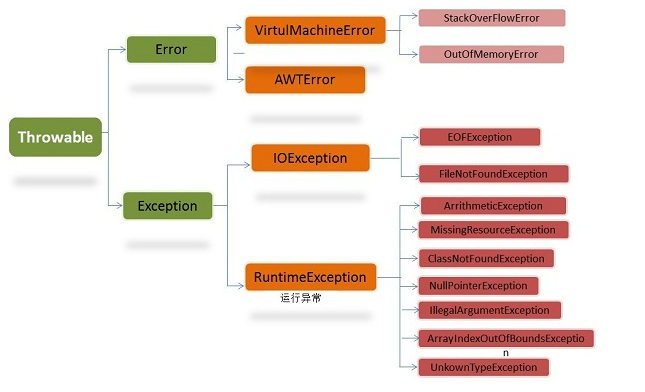 Throwable
Error
VirtulMachineError
StackOverFlowError
OutOfMemoryError
AWTError
Exception
IOException
EOFException
FileNotFoundException
RuntimeException
运行异常
ArrithmeticException
MissingResourceException
ClassNotFoundException
NullPointerException
IllegalArgumentException
ArrayIndexOutOfBoundsExceptio
n
UnkownTypeException